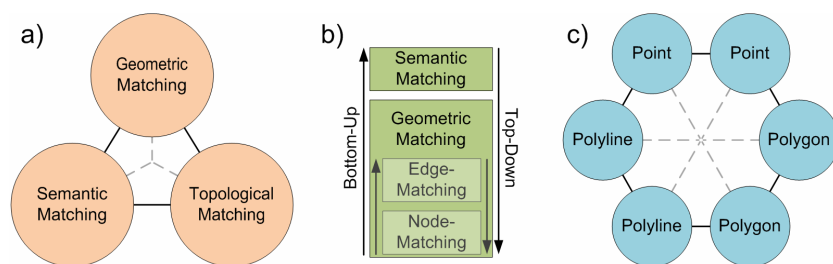 a)
Geometric
Matching
Semantic
Matching
Topological
Matching
b)
Bottom-Up
Semantic
Matching
Geometric
Matching
Edge-
Matching
Node-
Matching
Top-Down
c)
Point
Point
Polyline
Polygon
Polyline
Polygon